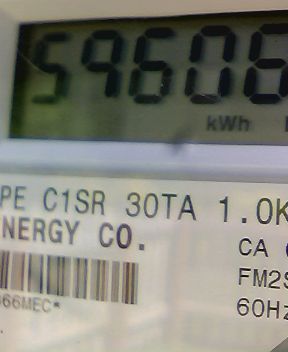 59606
kWh
PE C1SR 30TA 1.0K
NERGY CO.
CA
FM2S
66MEC*
60Hz